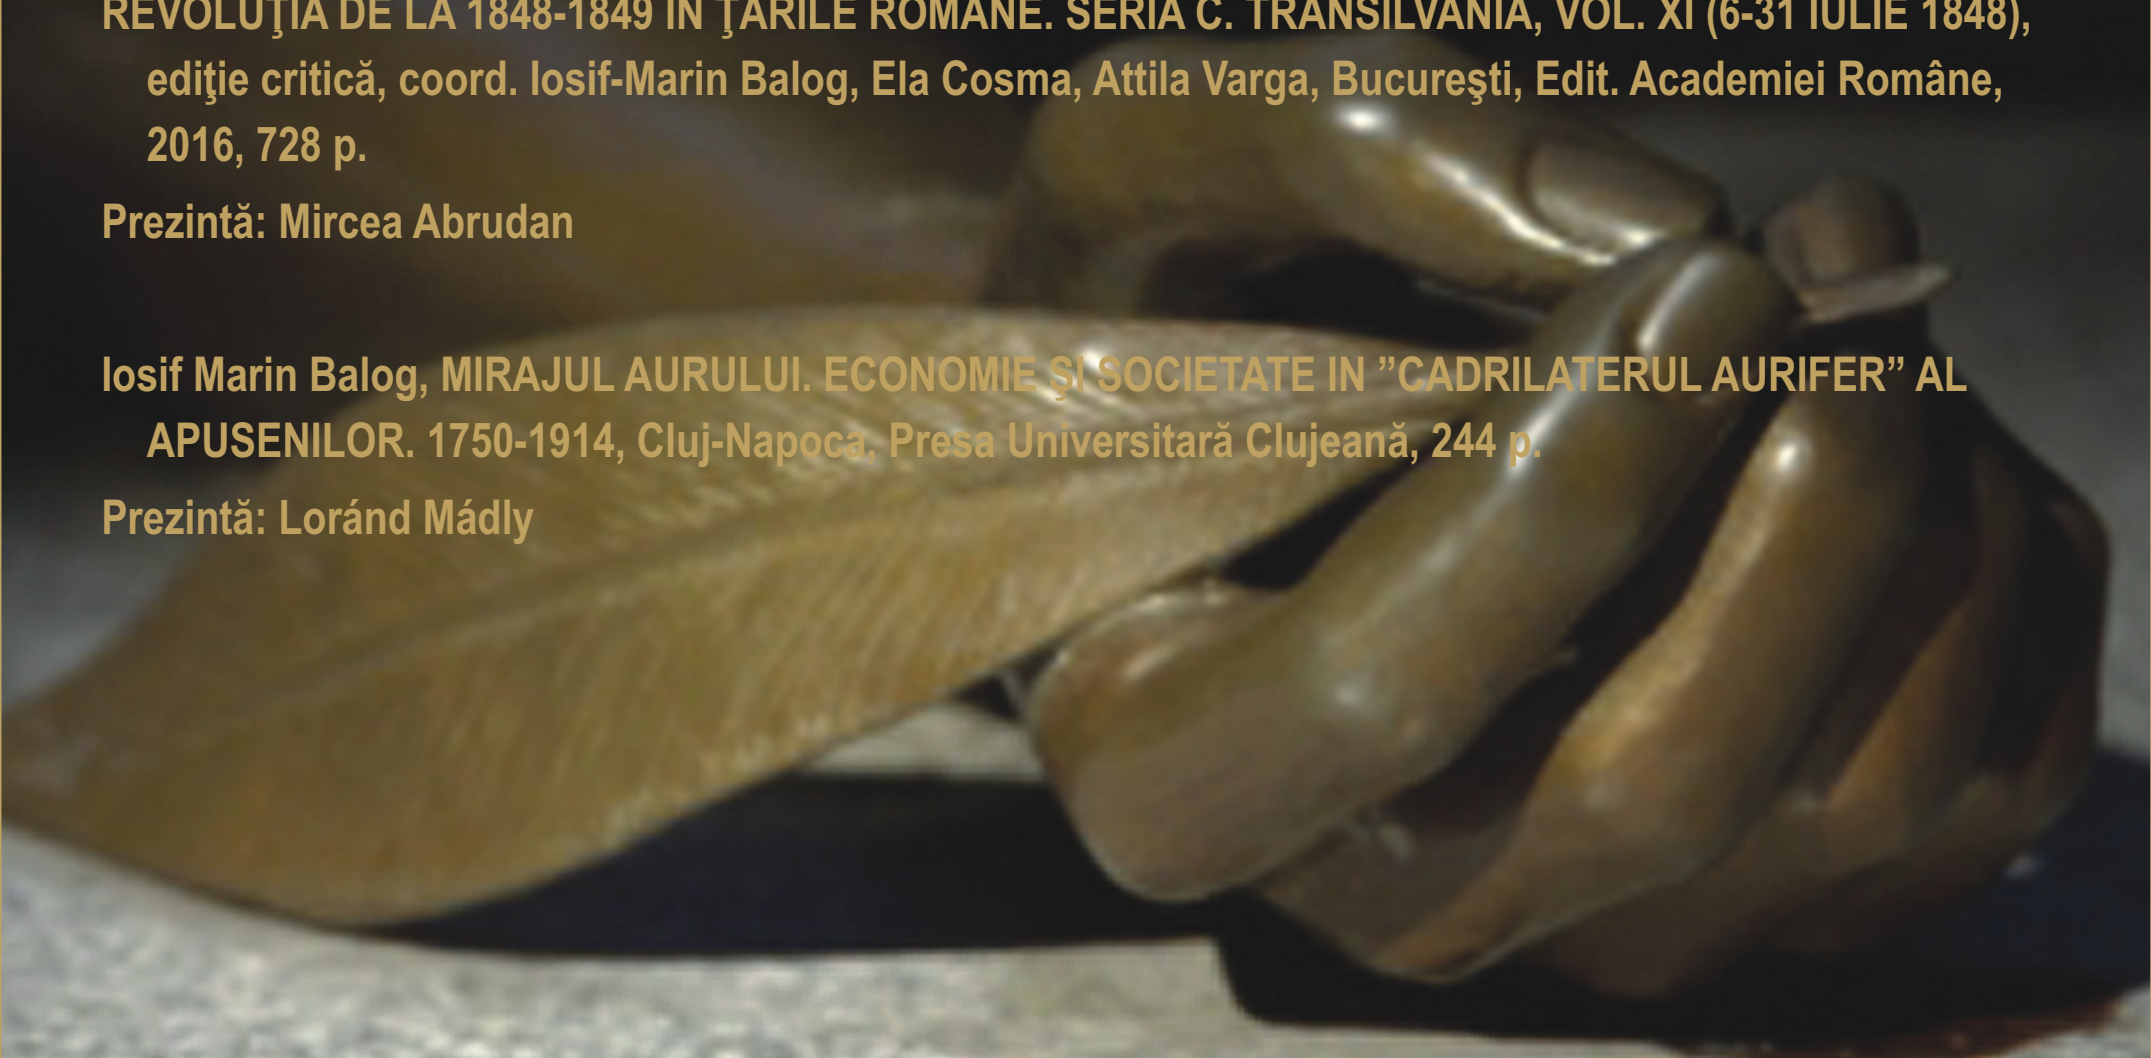 REVOLUŢIA DE LA 1848-1849 ÎN ŢĂRILE ROMÂNE. SERIA C. TRANSILVANIA, VOL. XI (6-31 IULIE 1848),
ediţie critică, coord. Iosif-Marin Balog, Ela Cosma, Attila Varga, Bucureşti, Edit. Academiei Române,
2016, 728 p.
Prezintă: Mircea Abrudan
Iosif Marin Balog, MIRAJUL AURULUI. ECONOMIE ŞI SOCIETATE IN ”CADRILATERUL AURIFER” AL
APUSENILOR. 1750-1914, Cluj-Napoca, Presa Universitară Clujeană, 244 p.
Prezintă: Loránd Mádly